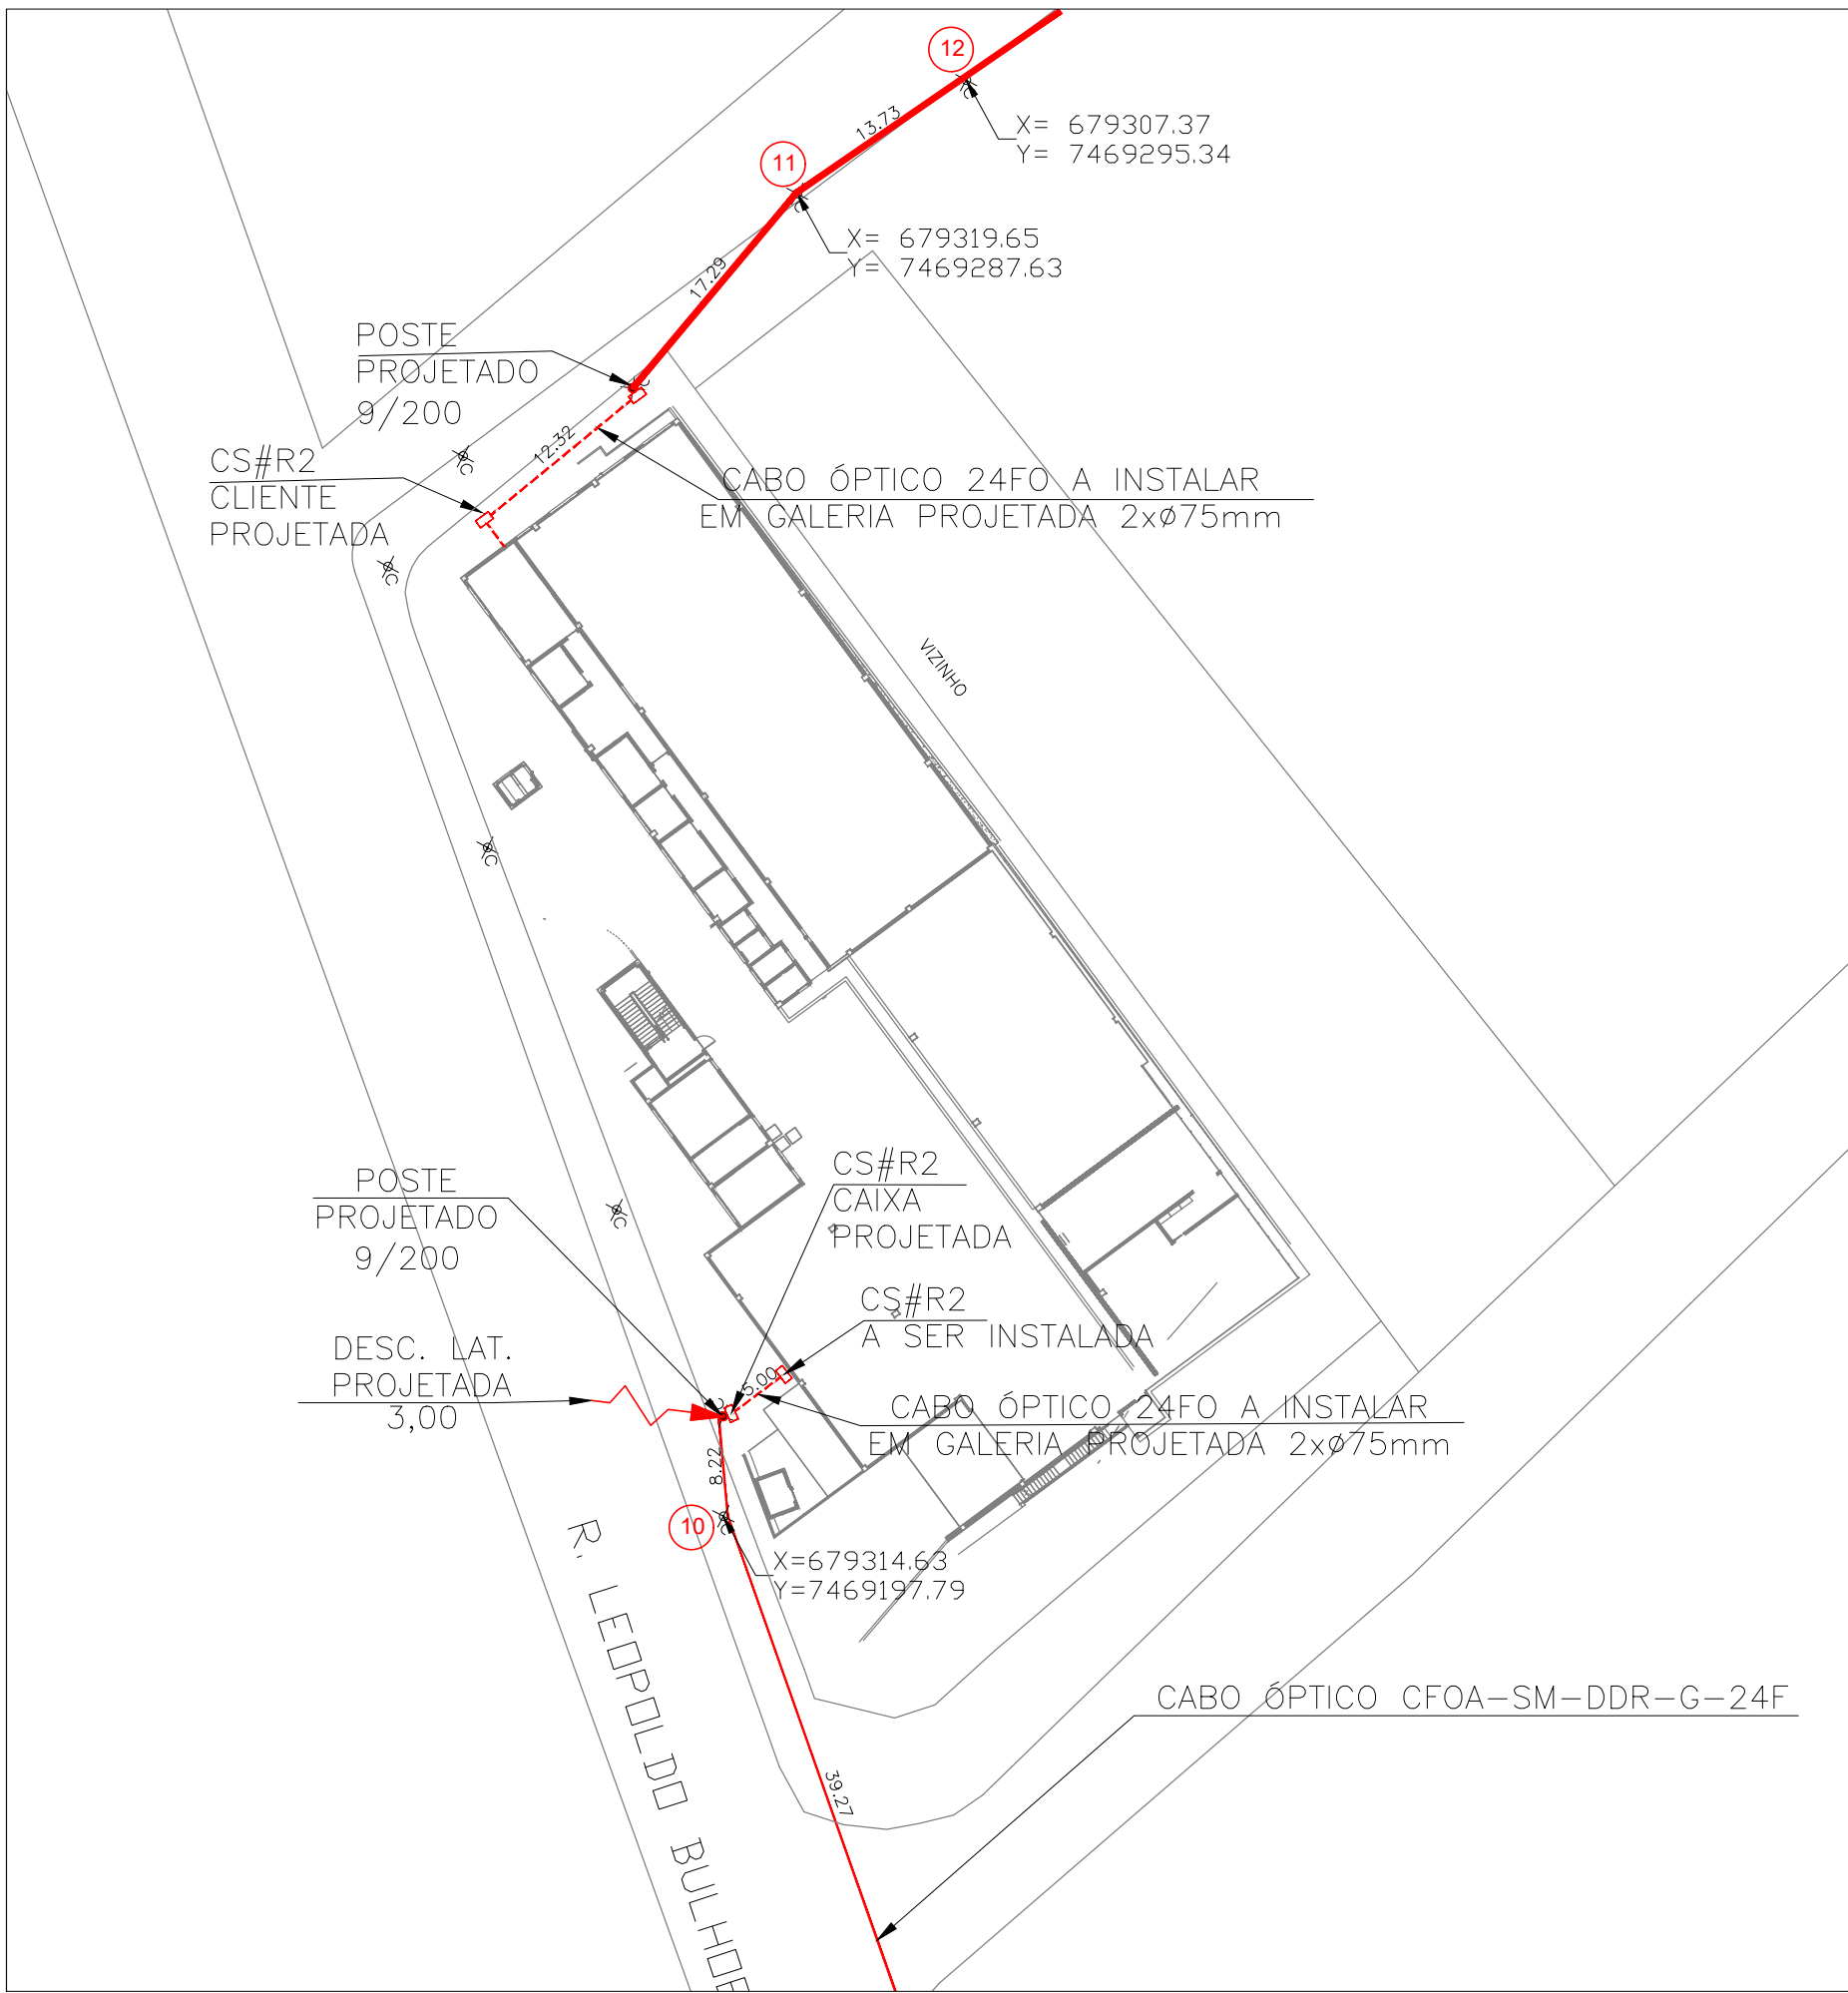 12
13.73
X= 679307.37
Y= 7469295.34
11
X= 679319.65
Y= 7469287.63
17.29
POSTE
PROJETADO
9/200
12.32
CS#R2
CLIENTE
PROJETADA
CABO ÓPTICO 24FO A INSTALAR
EM GALERIA PROJETADA 2xø75mm
C
C
VIZINHO
C
C
POSTE
PROJETADO
9/200
CS#R2
CAIXA
PROJETADA
CS#R2
A SER INSTALADA
DESC. LAT.
PROJETADA
3,00
5.00
CABO ÓPTICO 24FO A INSTALAR
EM GALERIA PROJETADA 2xø75mm
8.22
10
X=679314.63
Y=7469197.79
R. LEOPOLDO BULHOE
39.27
CABO ÓPTICO CFOA-SM-DDR-G-24F